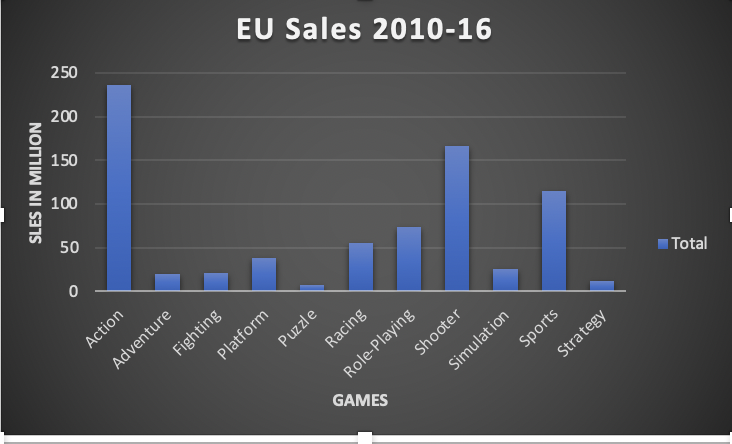 EU Sales 2010-16
SLES IN MILLION
250
200
150
100
50
0
Action
Adventure
Fighting
Platform
Puzzle
Racing
Role-Playing
Shooter
Simulation
Sports
Strategy
GAMES
Total